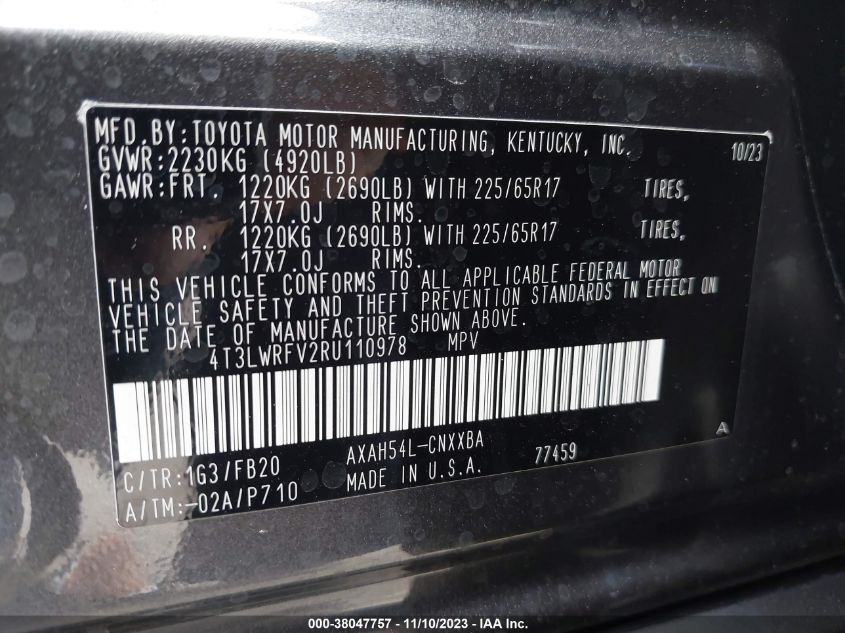 MFD.BY:TOYOTA MOTOR MANUFACTURING, KENTUCKY, INC. 10/23
GVWR:2230KG (4920LB)
GAWR:FRT. 1220KG (2690LB) WITH 225/65R17 TIRES,
17X7.0J RIMS.
RR. 1220KG (2690LB) WITH 225/65R17 TIRES,
17X7.0J RIMS.
THIS VEHICLE CONFORMS TO ALL APPLICABLE FEDERAL MOTOR
VEHICLE SAFETY AND THEFT PREVENTION STANDARDS IN EFFECT ON
THE DATE OF MANUFACTURE SHOWN ABOVE.
4T3LWRFV2RU110978 MPV
C/TR:1G3/FB20 AXAH54L-CNXXBA 77459 A
A/TM:-02A/P710 MADE IN U.S.A.
000-38047757 - 11/10/2023 - IAA Inc.